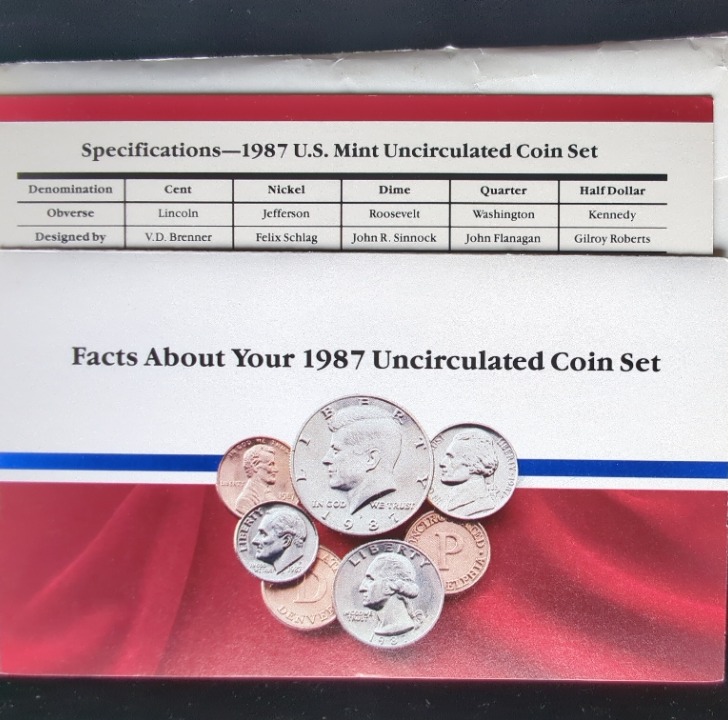 Specifications—1987 U.S. Mint Uncirculated Coin Set
Denomination Cent Nickel Dime Quarter Half Dollar
Obverse Lincoln Jefferson Roosevelt Washington Kennedy
Designed by V.D. Brenner Felix Schlag John R. Sinnock John Flanagan Gilroy Roberts
Facts About Your 1987 Uncirculated Coin Set
LIBERTY
IN GOD WE TRUST
1987
LIBERTY
P
D
DENVER
LIBERTY